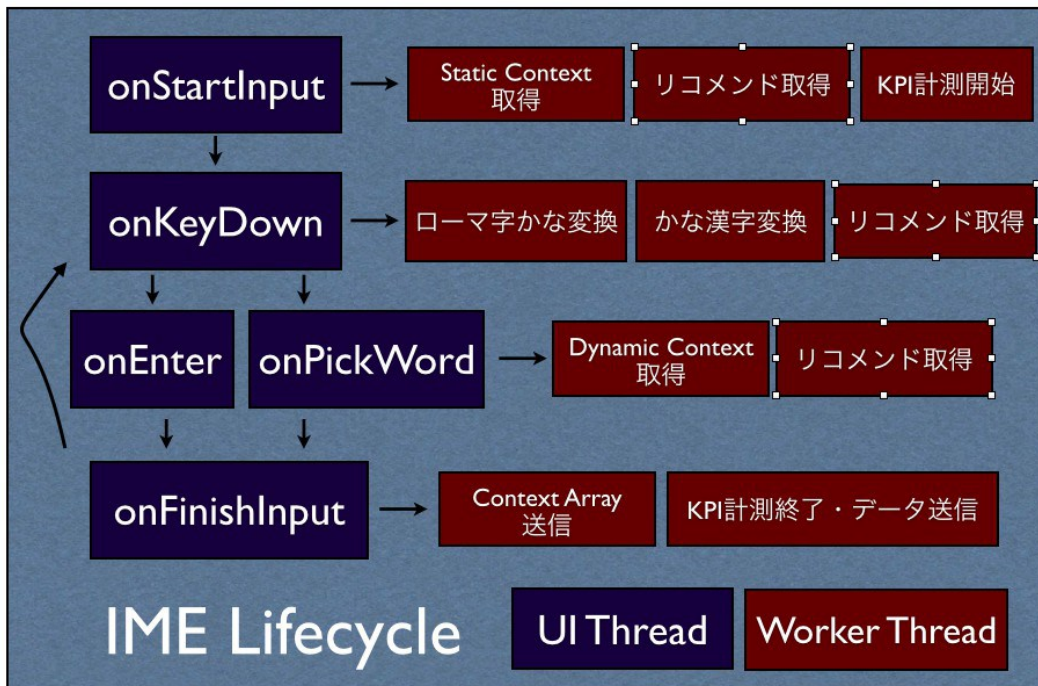 onStartInput
Static Context
取得
リコメンド取得
KPI計測開始
onKeyDown
ローマ字かな変換
かな漢字変換
リコメンド取得
onEnter
onPickWord
Dynamic Context
取得
リコメンド取得
onFinishInput
Context Array
送信
KPI計測終了・データ送信
IME Lifecycle
UI Thread
Worker Thread